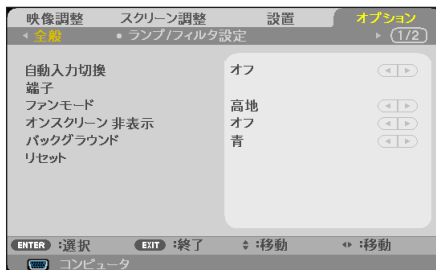 映像調整 スクリーン調整 設置 オプション
全般 ランプ/フィルタ設定 (1/2)
自動入力切換 オフ
端子
ファンモード 高地
オンスクリーン 非表示 オフ
バックグラウンド 青
リセット
ENTER :選択 EXIT :終了 :移動 :移動
コンピュータ